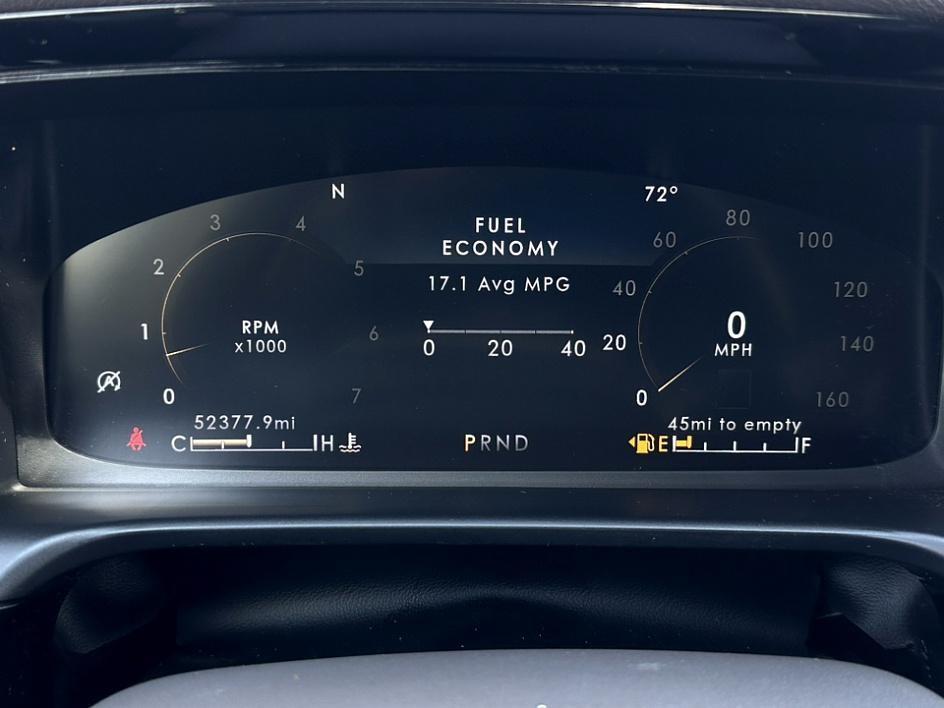 N
72°
FUEL
ECONOMY
17.1 Avg MPG
0 20 40
0 1 2 3 4 5 6 7
RPM
x1000
0 20 40 60 80 100 120 140 160
0
MPH
A
52377.9mi
C H
PRND
45mi to empty
E F